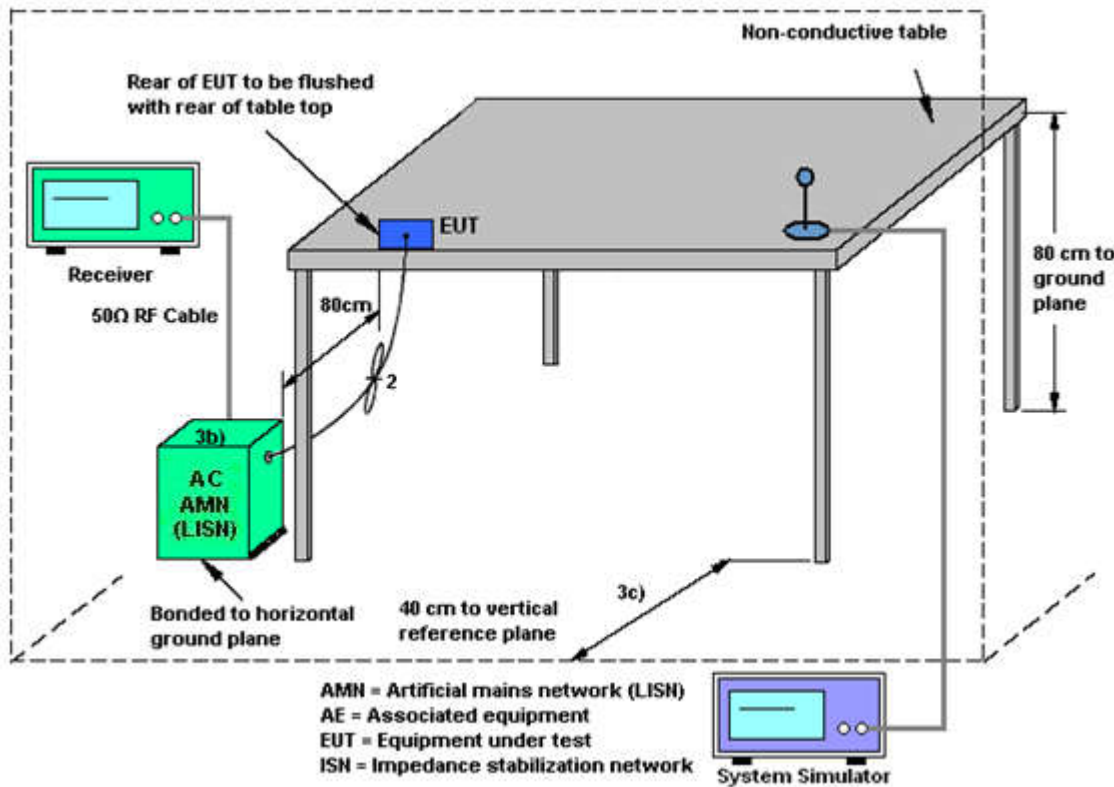 Non-conductive table
Rear of EUT to be flushed
with rear of table top
EUT
Receiver
80 cm to
ground
plane
50Ω RF Cable
80cm
2
3b)
AC
AMN
(LISN)
Bonded to horizontal
ground plane
40 cm to vertical
reference plane
3c)
AMN = Artificial mains network (LISN)
AE = Associated equipment
EUT = Equipment under test
ISN = Impedance stabilization network
System Simulator